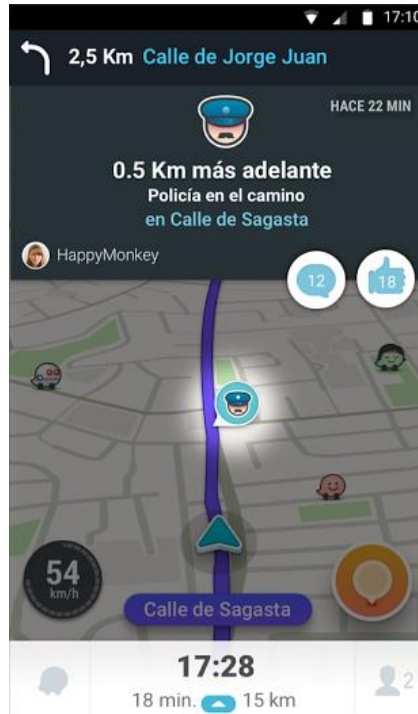 17:10
2,5 Km Calle de Jorge Juan
HACE 22 MIN
0.5 Km más adelante
Policía en el camino
en Calle de Sagasta
HappyMonkey
12
18
54
km/h
Calle de Sagasta
17:28
2
18 min. 15 km